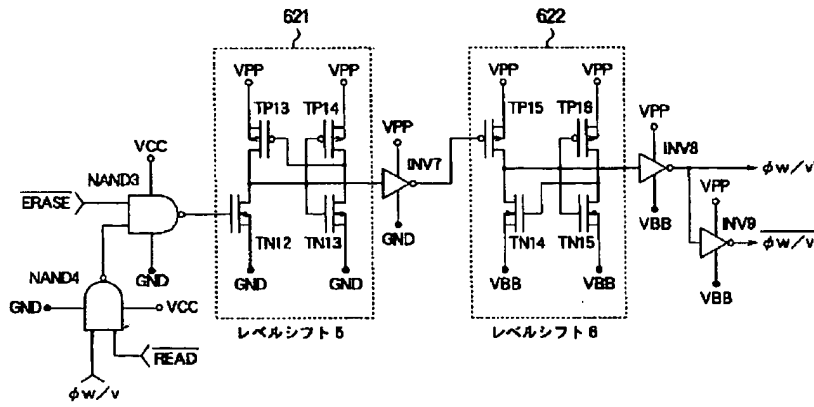 621
622
VPP
VPP
VPP
VPP
TP13
TP14
TP15
TP16
VCC
VPP
VPP
INV8
NAND3
INV7
φw/v
ERASE
VPP
INV9
TN12
TN13
GND
TN14
TN15
VBB
φw/v
NAND4
GND
GND
GND
VBB
VBB
VBB
GND
VCC
レベルシフト5
レベルシフト6
READ
φw/v